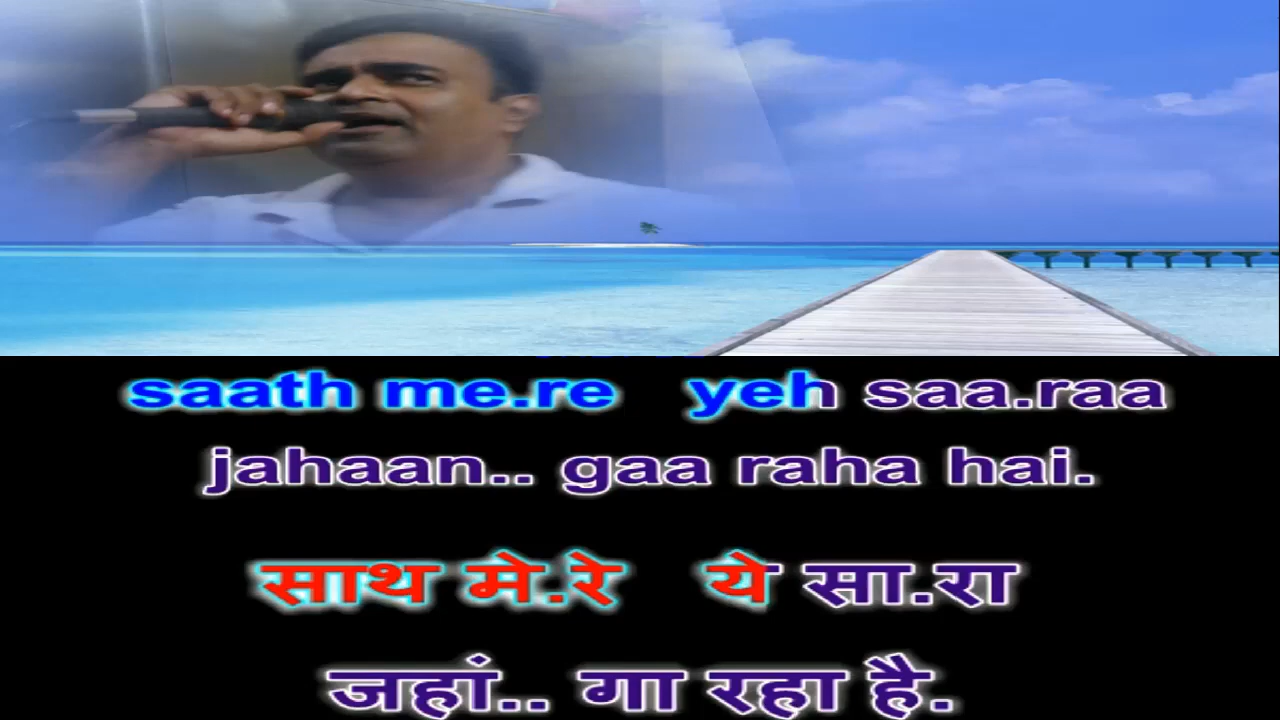 saath me.re yeh saa.raa
jahaan.. gaa raha hai.
साथ मे.रे ये सा.रा
जहां.. गा रहा है.